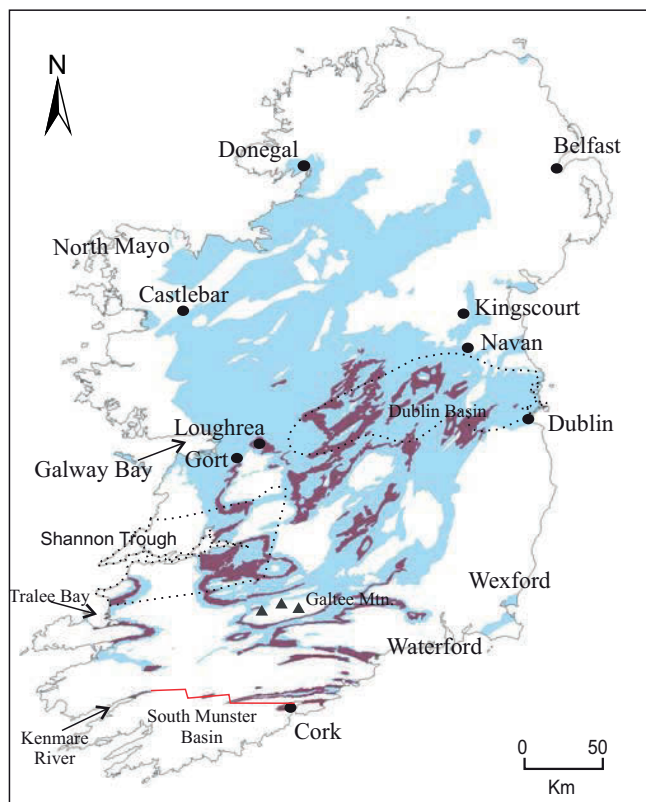 N
Donegal
Belfast
North Mayo
Castlebar
Kingscourt
Navan
Dublin Basin
Loughrea
Dublin
Galway Bay
Gort
Shannon Trough
Tralee Bay
Galtee Mtn.
Wexford
Waterford
Kenmare
River
South Munster
Basin
Cork
0 50
Km